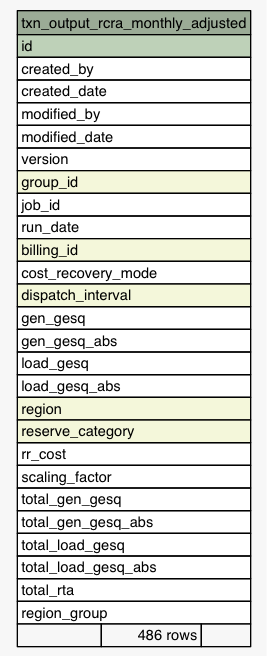 txn_output_rcra_monthly_adjusted
id
created_by
created_date
modified_by
modified_date
version
group_id
job_id
run_date
billing_id
cost_recovery_mode
dispatch_interval
gen_gesq
gen_gesq_abs
load_gesq
load_gesq_abs
region
reserve_category
rr_cost
scaling_factor
total_gen_gesq
total_gen_gesq_abs
total_load_gesq
total_load_gesq_abs
total_rta
region_group
486 rows